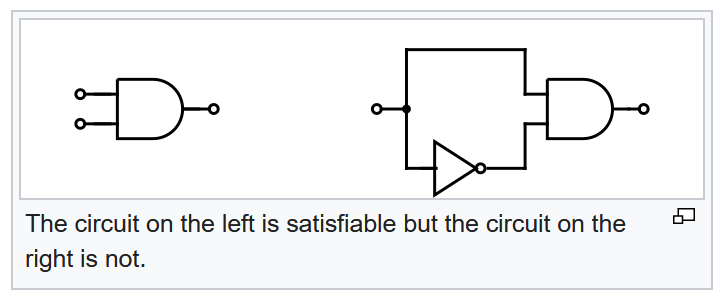 The circuit on the left is satisfiable but the circuit on the
right is not.